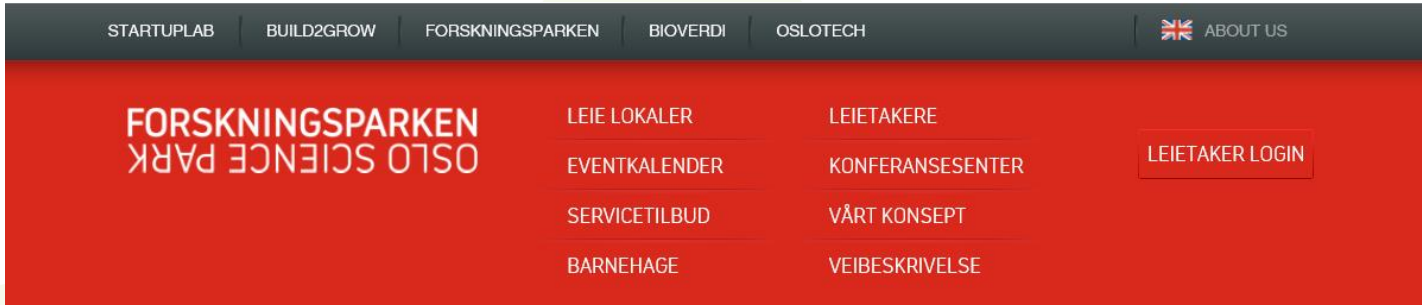 STARTUPLAB BUILD2GROW FORSKNINGSPARKEN BIOVERDI OSLOTECH ABOUT US
FORSKNINGSPARKEN
OSLO SCIENCE PARK
LEIE LOKALER
EVENTKALENDER
SERVICETILBUD
BARNEHAGE
LEIETAKERE
KONFERANSESENTER
VÅRT KONSEPT
VEIBESKRIVELSE
LEIETAKER LOGIN